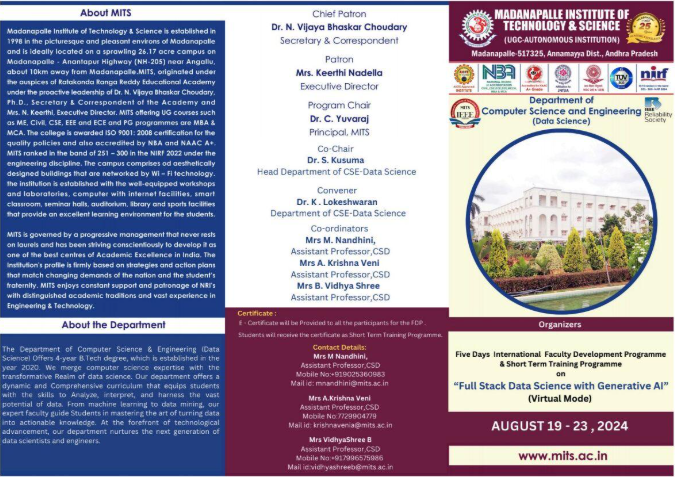 About MITS
Madanapalle Institute of Technology & Science is established in
1998 in the picturesque and pleasant environs of Madanapalle
and is ideally located on a sprawling 26.17 acre campus on
Madanapalle - Anantapur Highway (NH-205) near Angallu,
about 10km away from Madanapalle.MITS, originated under
the auspices of Ratakonda Ranga Reddy Educational Academy
under the proactive leadership of Dr. N. Vijaya Bhaskar Choudary,
Ph.D., Secretary & Correspondent of the Academy and
Mrs. N. Keerthi, Executive Director. MITS offering UG courses such
as ME, Civil, CSE, EEE and ECE and PG programmes are MBA &
MCA. The college is awarded ISO 9001: 2008 certification for the
quality policies and also accredited by NBA and NAAC A+.
MITS ranked in the band of 251 – 300 in the NIRF 2022 under the
engineering discipline. The campus comprises od aesthetically
designed buildings that are networked by Wi – Fi technology.
the institution is established with the well-equipped workshops
and laboratories, computer with internet facilities, smart
classroom, seminar halls, auditorium, library and sports facilities
that provide an excellent learning environment for the students.
MITS is governed by a progressive management that never rests
on laurels and has been striving conscientiously to develop it as
one of the best centres of Academic Excellence in India. The
Institution's profile is firmly based on strategies and action plans
that match changing demands of the nation and the student's
fraternity. MITS enjoys constant support and patronage of NRI's
with distinguished academic traditions and vast experience in
Engineering & Technology.
About the Department
The Department of Computer Science & Engineering (Data
Science) Offers 4-year B.Tech degree, which is established in the
year 2020. We merge computer science expertise with the
transformative Realm of data science. Our department offers a
dynamic and Comprehensive curriculum that equips students
with the skills to Analyze, interpret, and harness the vast
potential of data. From machine learning to data mining, our
expert faculty guide Students in mastering the art of turning data
into actionable knowledge. At the forefront of technological
advancement, our department nurtures the next generation of
data scientists and engineers.
Chief Patron
Dr. N. Vijaya Bhaskar Choudary
Secretary & Correspondent
Patron
Mrs. Keerthi Nadella
Executive Director
Program Chair
Dr. C. Yuvaraj
Principal, MITS
Co-Chair
Dr. S. Kusuma
Head Department of CSE-Data Science
Convener
Dr. K . Lokeshwaran
Department of CSE-Data Science
Co-ordinators
Mrs M. Nandhini,
Assistant Professor,CSD
Mrs A. Krishna Veni
Assistant Professor,CSD
Mrs B. Vidhya Shree
Assistant Professor,CSD
Certificate :
- Certificate will be Provided to all the participants for the FDP .
Students will receive the certificate as Short Term Training Programme.
Contact Details:
Mrs M Nandhini,
Assistant Professor,CSD
Mobile No:+919025360983
Mail id: mnandhini@mits.ac.in
Mrs A.Krishna Veni
Assistant Professor,CSD
Mobile No:7729904779
Mail id: krishnavenia@mits.ac.in
Mrs VidhyaShree B
Assistant Professor,CSD
Mobile No:+917996575986
Mail id:vidhyashreeb@mits.ac.in
MADANAPALLE INSTITUTE OF
TECHNOLOGY & SCIENCE
(UGC-AUTONOMOUS INSTITUTION)
Madanapalle-517325, Annamayya Dist., Andhra Pradesh
25
NBA
TUV
nirf
IEEE
Department of
Computer Science and Engineering
(Data Science)
IEEE
Reliability
Society
Organizers
Five Days International Faculty Development Programme
& Short Term Training Programme
on
“Full Stack Data Science with Generative AI”
(Virtual Mode)
AUGUST 19 - 23 , 2024
www.mits.ac.in